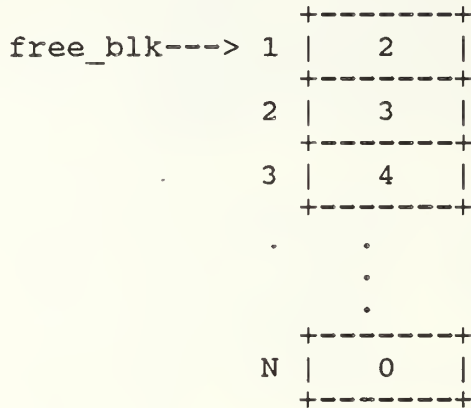 +---------+
free_blk---> 1 |    2    |
+---------+
2 |    3    |
+---------+
3 |    4    |
+---------+
.      .
.
.
+---------+
N |    0    |
+---------+